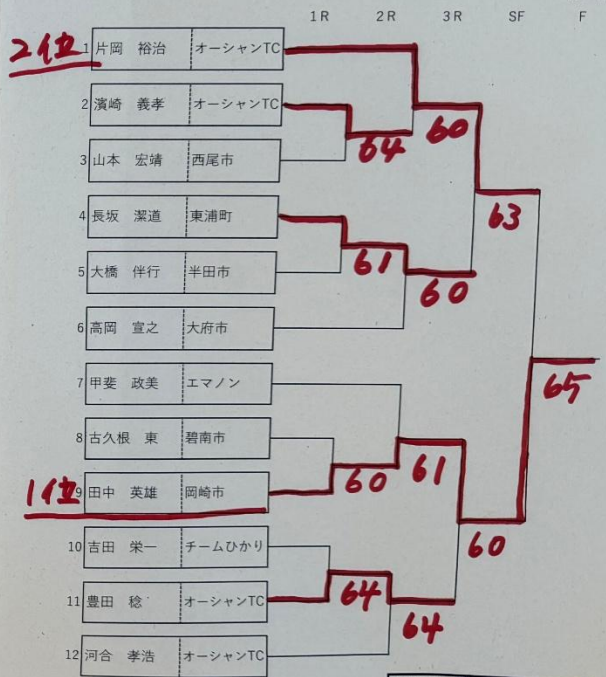 1R 2R 3R SF F
2位 1 片岡 裕治 オーシャンTC
2 濱崎 義孝 オーシャンTC
60
64
3 山本 宏靖 西尾市
63
4 長坂 潔道 東浦町
61
5 大橋 伴行 半田市
60
6 高岡 宣之 大府市
7 甲斐 政美 エマノン
65
8 古久根 東 碧南市
61
60
1位 9 田中 英雄 岡崎市
60
10 吉田 栄一 チームひかり
11 豊田 稔 オーシャンTC
64
64
12 河合 孝浩 オーシャンTC